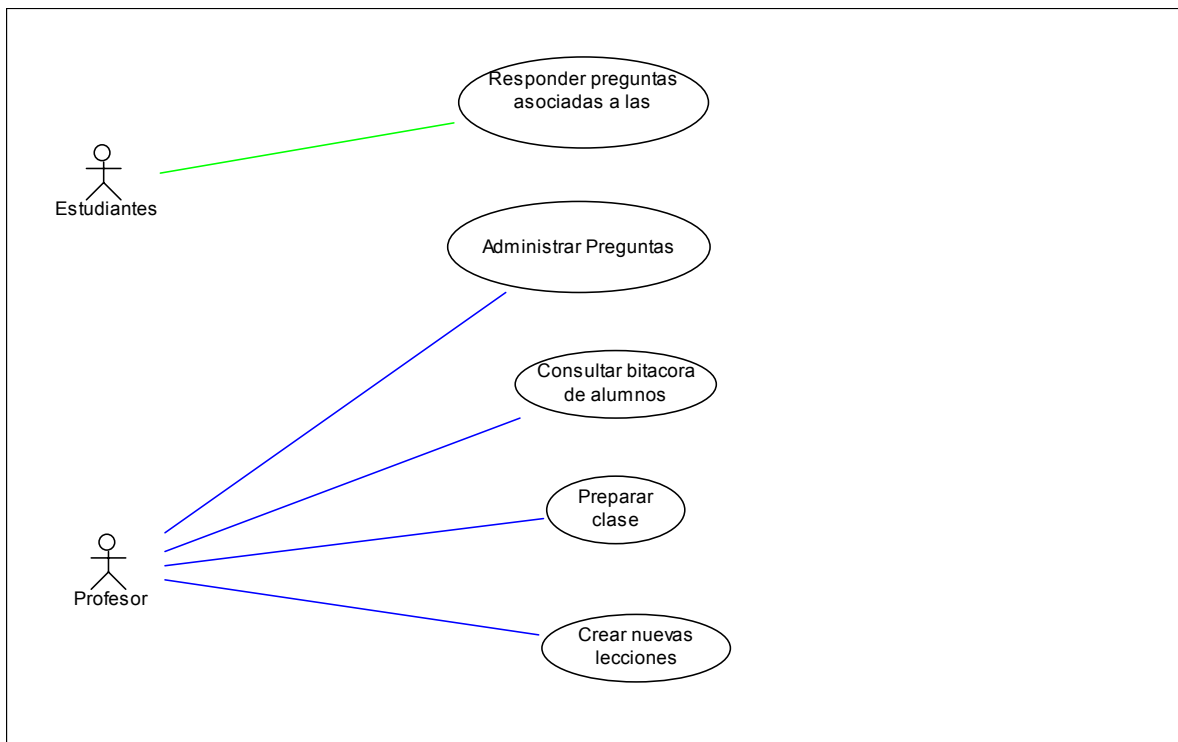 Responder preguntas
asociadas a las
Estudiantes
Administrar Preguntas
Consultar bitacora
de alumnos
Preparar
clase
Profesor
Crear nuevas
lecciones